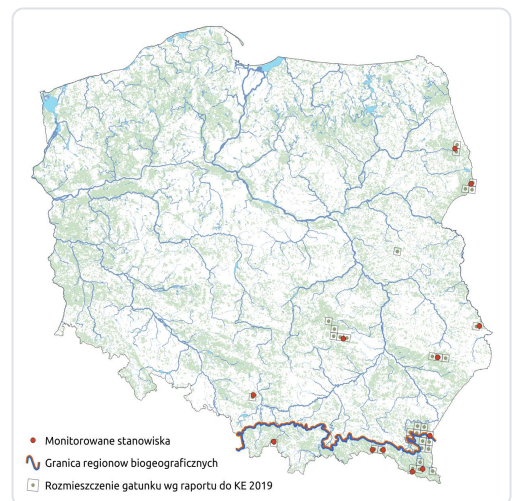 Monitorowane stanowiska
Granica regionow biogeograficznych
Rozmieszczenie gatunku wg raportu do KE 2019